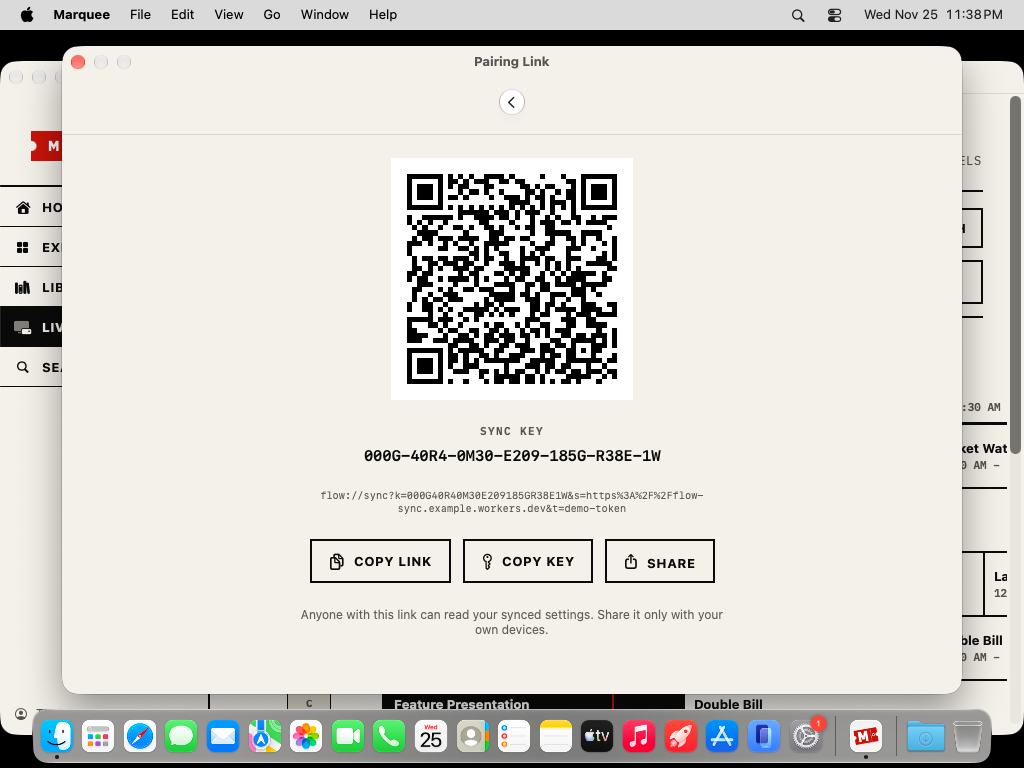 Marquee File Edit View Go Window Help Wed Nov 25 11:38 PM
Pairing Link
M
HO
EX
LIB
LIV
SEA
ELS
H
:30 AM
ket Wat
0 AM –
La
12
ble Bill
0 AM –
SYNC KEY
000G-40R4-0M30-E209-185G-R38E-1W
flow://sync?k=000G40R40M30E209185GR38E1W&s=https%3A%2F%2Fflow-
sync.example.workers.dev&t=demo-token
COPY LINK
COPY KEY
SHARE
Anyone with this link can read your synced settings. Share it only with your
own devices.
C
Feature Presentation
Double Bill
Wed
25
tv
1
M